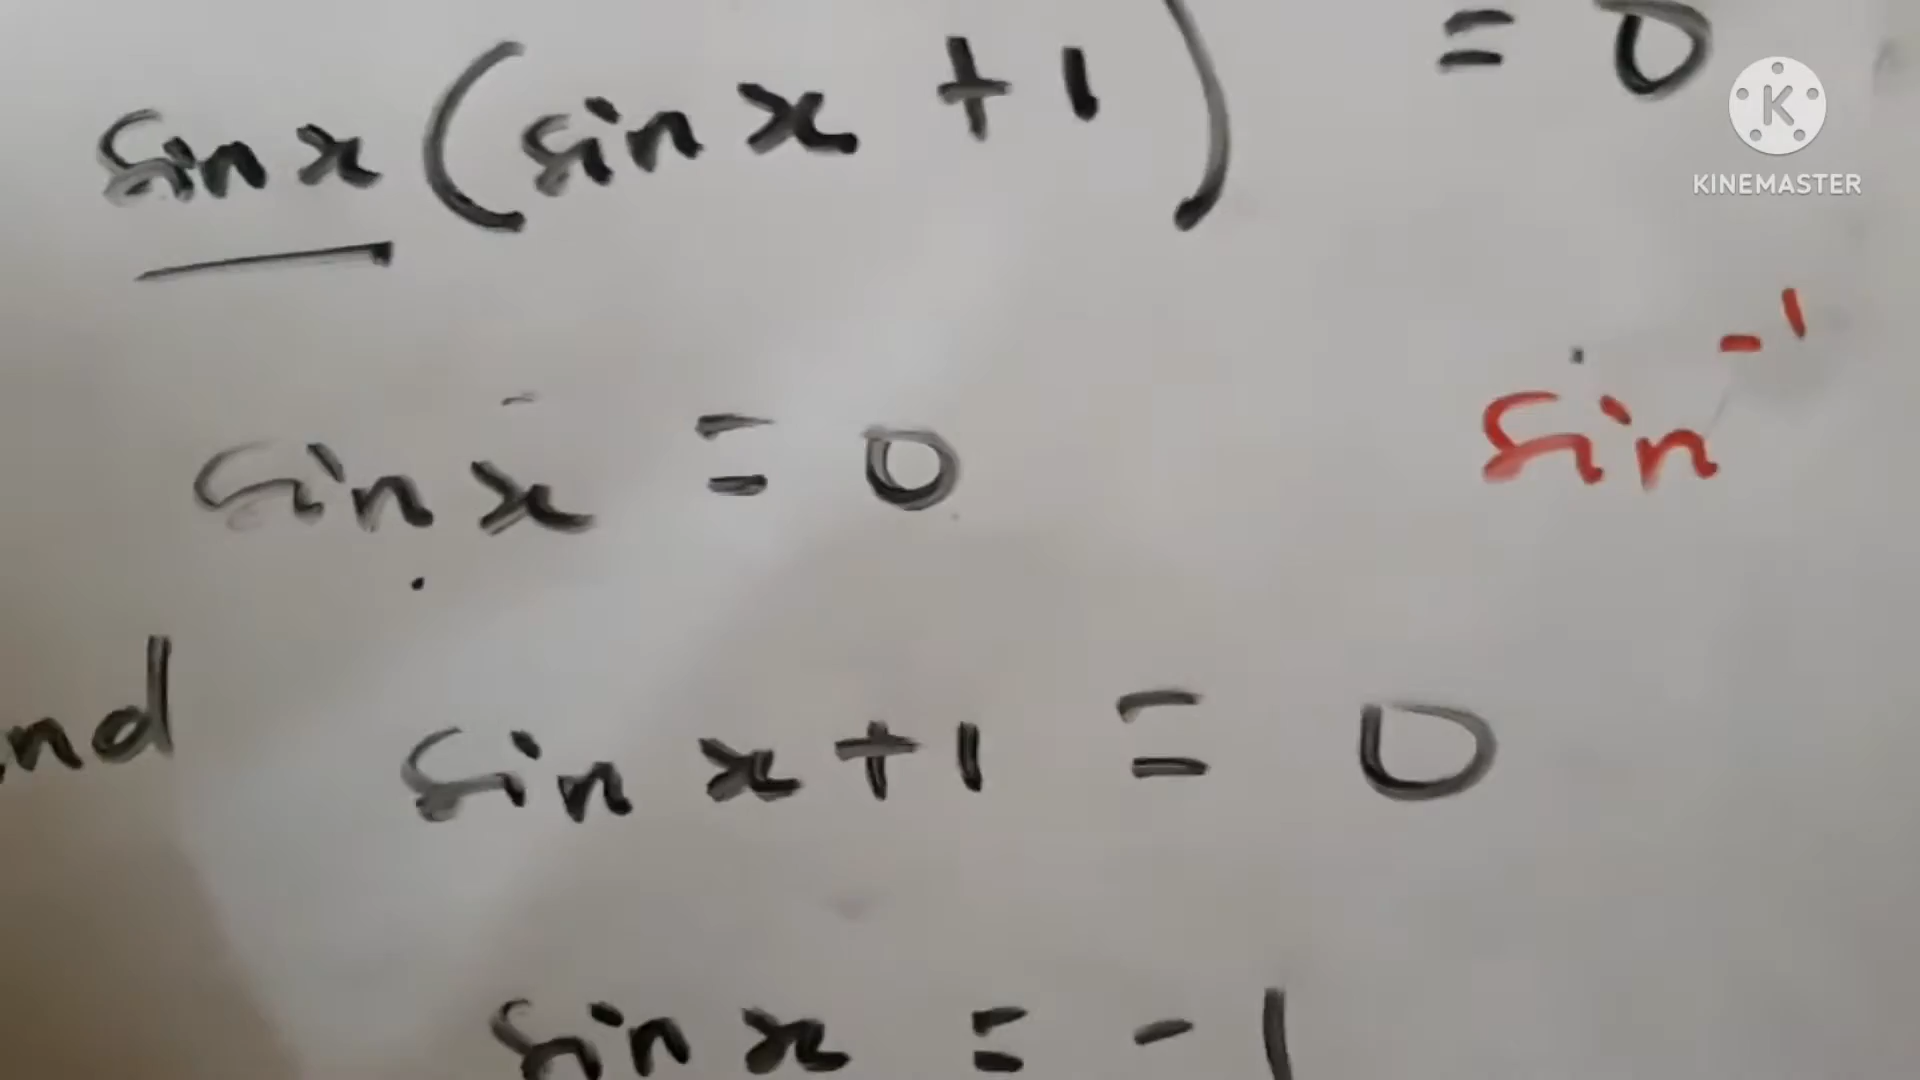 sin x (sin x + 1) = 0
KINEMASTER
sin⁻¹
sin x = 0
nd sin x + 1 = 0
sin x = - 1